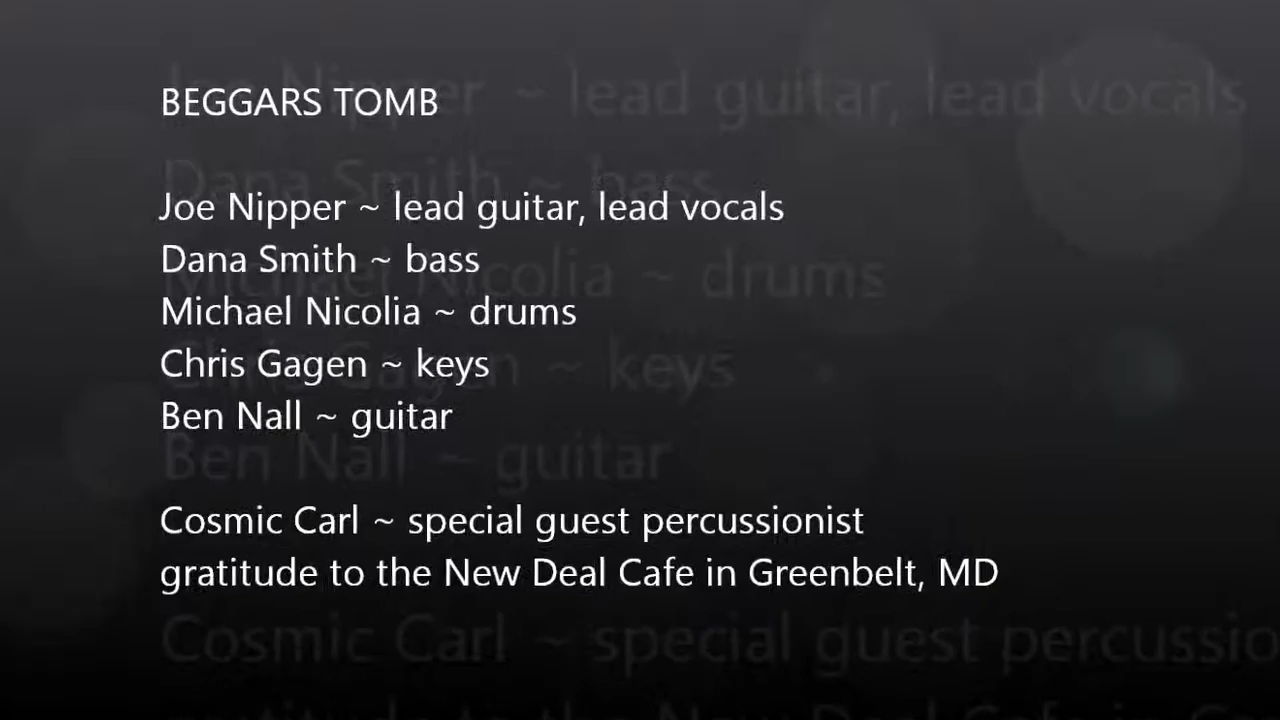 BEGGARS TOMB
Joe Nipper ~ lead guitar, lead vocals
Dana Smith ~ bass
Michael Nicolia ~ drums
Chris Gagen ~ keys
Ben Nall ~ guitar
Cosmic Carl ~ special guest percussionist
gratitude to the New Deal Cafe in Greenbelt, MD